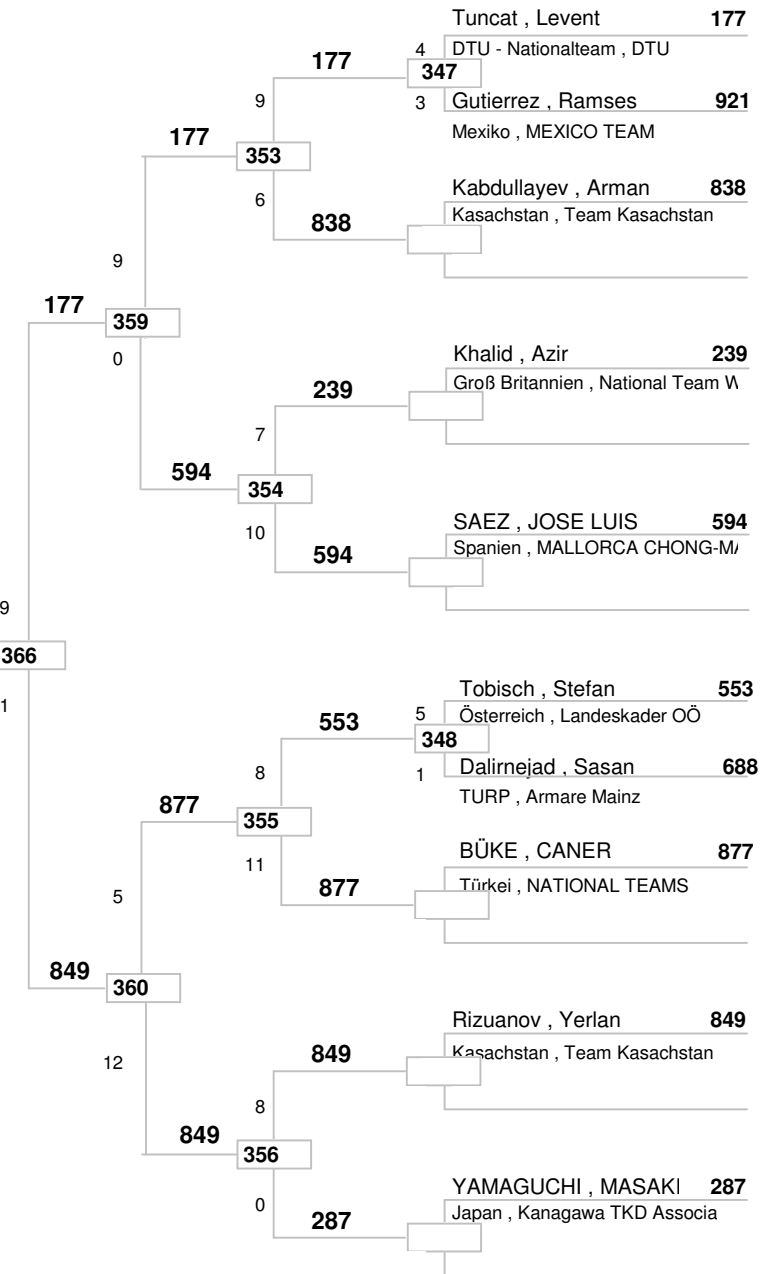 Tuncat , Levent 177
4 DTU - Nationalteam , DTU
177
347
3 Gutierrez , Ramses 921
9
Mexiko , MEXICO TEAM
177
353
Kabdullayev , Arman 838
6
Kasachstan , Team Kasachstan
838
9
177
359
0
Khalid , Azir 239
Groß Britannien , National Team W
239
7
594
354
10
SAEZ , JOSE LUIS 594
Spanien , MALLORCA CHONG-MA
594
9
366
1
Tobisch , Stefan 553
5 Österreich , Landeskader OÖ
553
348
1 Dalirnejad , Sasan 688
8
TURP , Armare Mainz
877
355
11
BÜKE , CANER 877
Türkei , NATIONAL TEAMS
877
5
849
360
12
Rizuanov , Yerlan 849
Kasachstan , Team Kasachstan
849
8
849
356
0
YAMAGUCHI , MASAKI 287
Japan , Kanagawa TKD Associa
287